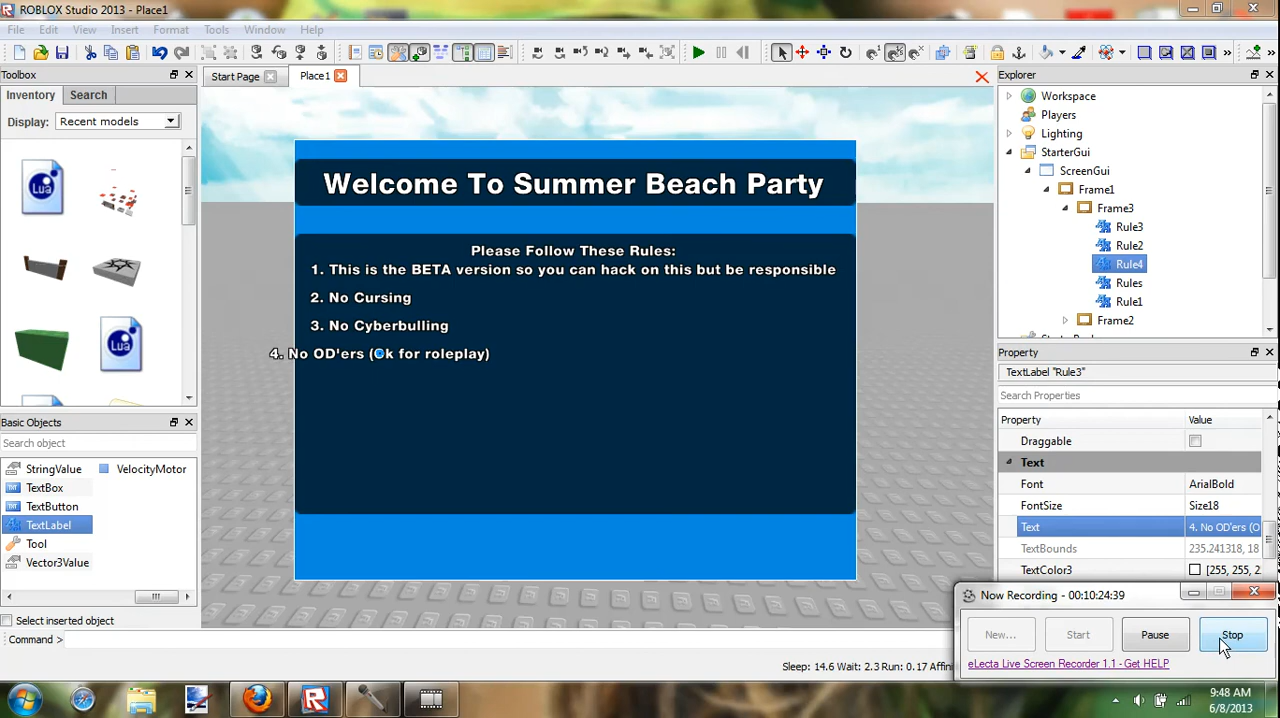 ROBLOX Studio 2013 - Place1
File Edit View Insert Format Tools Window Help
Toolbox
Inventory Search
Display: Recent models
Lua
Lua
Basic Objects
Search object
StringValue VelocityMotor
TextBox
TextButton
TextLabel
Tool
Vector3Value
Select inserted object
Command >
Start Page Place1
Welcome To Summer Beach Party
Please Follow These Rules:
1. This is the BETA version so you can hack on this but be responsible
2. No Cursing
3. No Cyberbulling
4. No OD'ers (Ok for roleplay)
Explorer
Workspace
Players
Lighting
StarterGui
ScreenGui
Frame1
Frame3
Rule3
Rule2
Rule4
Rules
Rule1
Frame2
Property
TextLabel "Rule3"
Search Properties
Property Value
Draggable
Text
Font ArialBold
FontSize Size18
Text 4. No OD'ers (O
TextBounds 235.241318, 18
TextColor3 [255, 255, 2
Now Recording - 00:10:24:39
New... Start Pause Stop
eLecta Live Screen Recorder 1.1 - Get HELP
Sleep: 14.6 Wait: 2.3 Run: 0.17 Affin
9:48 AM
6/8/2013